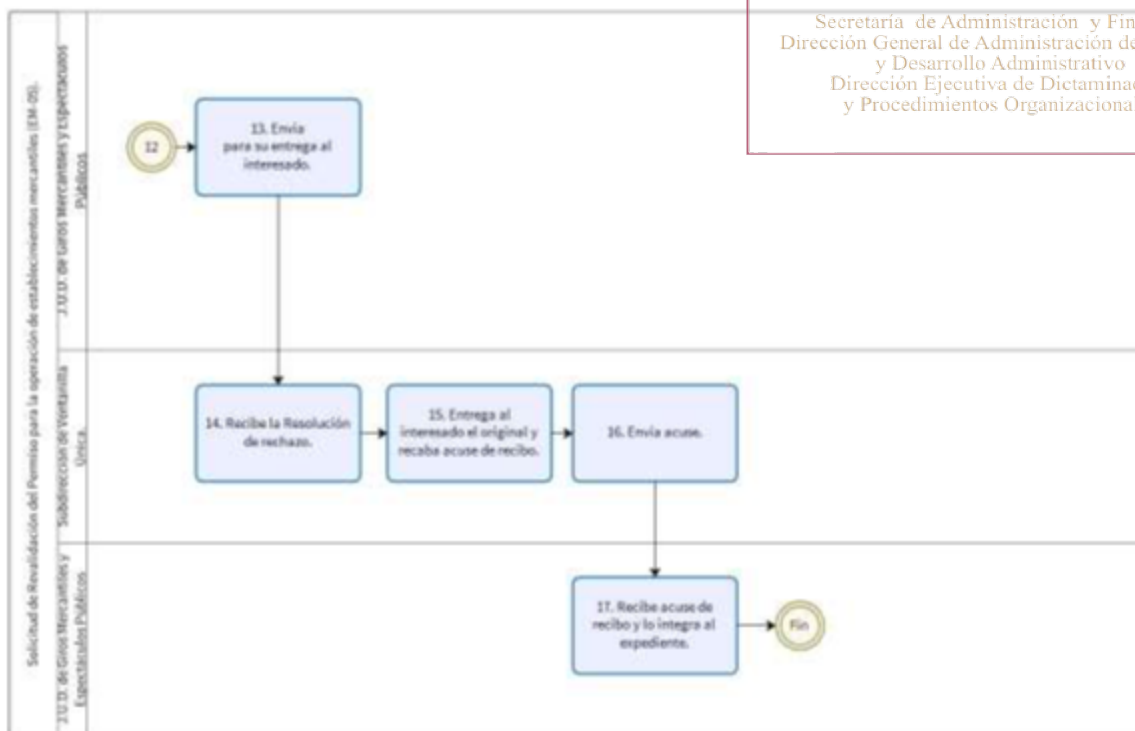 Secretaría de Administración y Fin
Dirección General de Administración de
y Desarrollo Administrativo
Dirección Ejecutiva de Dictamina
y Procedimientos Organizaciona
Solicitud de Revalidación del Permiso para la operación de establecimientos mercantiles (EM-05).
J.U.D. de Giros Mercantiles y Espectáculos
Públicos
12
13. Envía
para su entrega al
interesado.
Subdirección de Ventanilla
Única.
14. Recibe la Resolución
de rechazo.
15. Entrega al
interesado el original y
recaba acuse de recibo.
16. Envía acuse.
J.U.D. de Giros Mercantiles y
Espectáculos Públicos
17. Recibe acuse de
recibo y lo integra al
expediente.
Fin